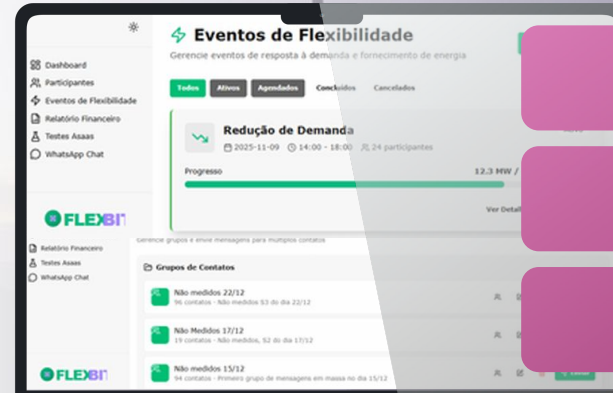 Eventos de Flexibilidade
Gerencie eventos de resposta à demanda e fornecimento de energia
Dashboard
Participantes
Eventos de Flexibilidade
Relatório Financeiro
Testes Asaas
WhatsApp Chat
Todos Ativos Agendados Concluídos Cancelados
Redução de Demanda
2025-11-09 14:00 - 18:00 24 participantes
Progresso 12.3 MW /
Ver Detal
FLEXBIT
Gerencie grupos e envie mensagens para múltiplos contatos
Relatório Financeiro
Testes Asaas
WhatsApp Chat
Grupos de Contatos
Não medidos 22/12
96 contatos - Não medidos S3 do dia 22/12
Não Medidos 17/12
19 contatos - Não medidos, S2 do dia 17/12
Não medidos 15/12
94 contatos - Primeiro grupo de mensagens em massa no dia 15/12
FLEXBIT